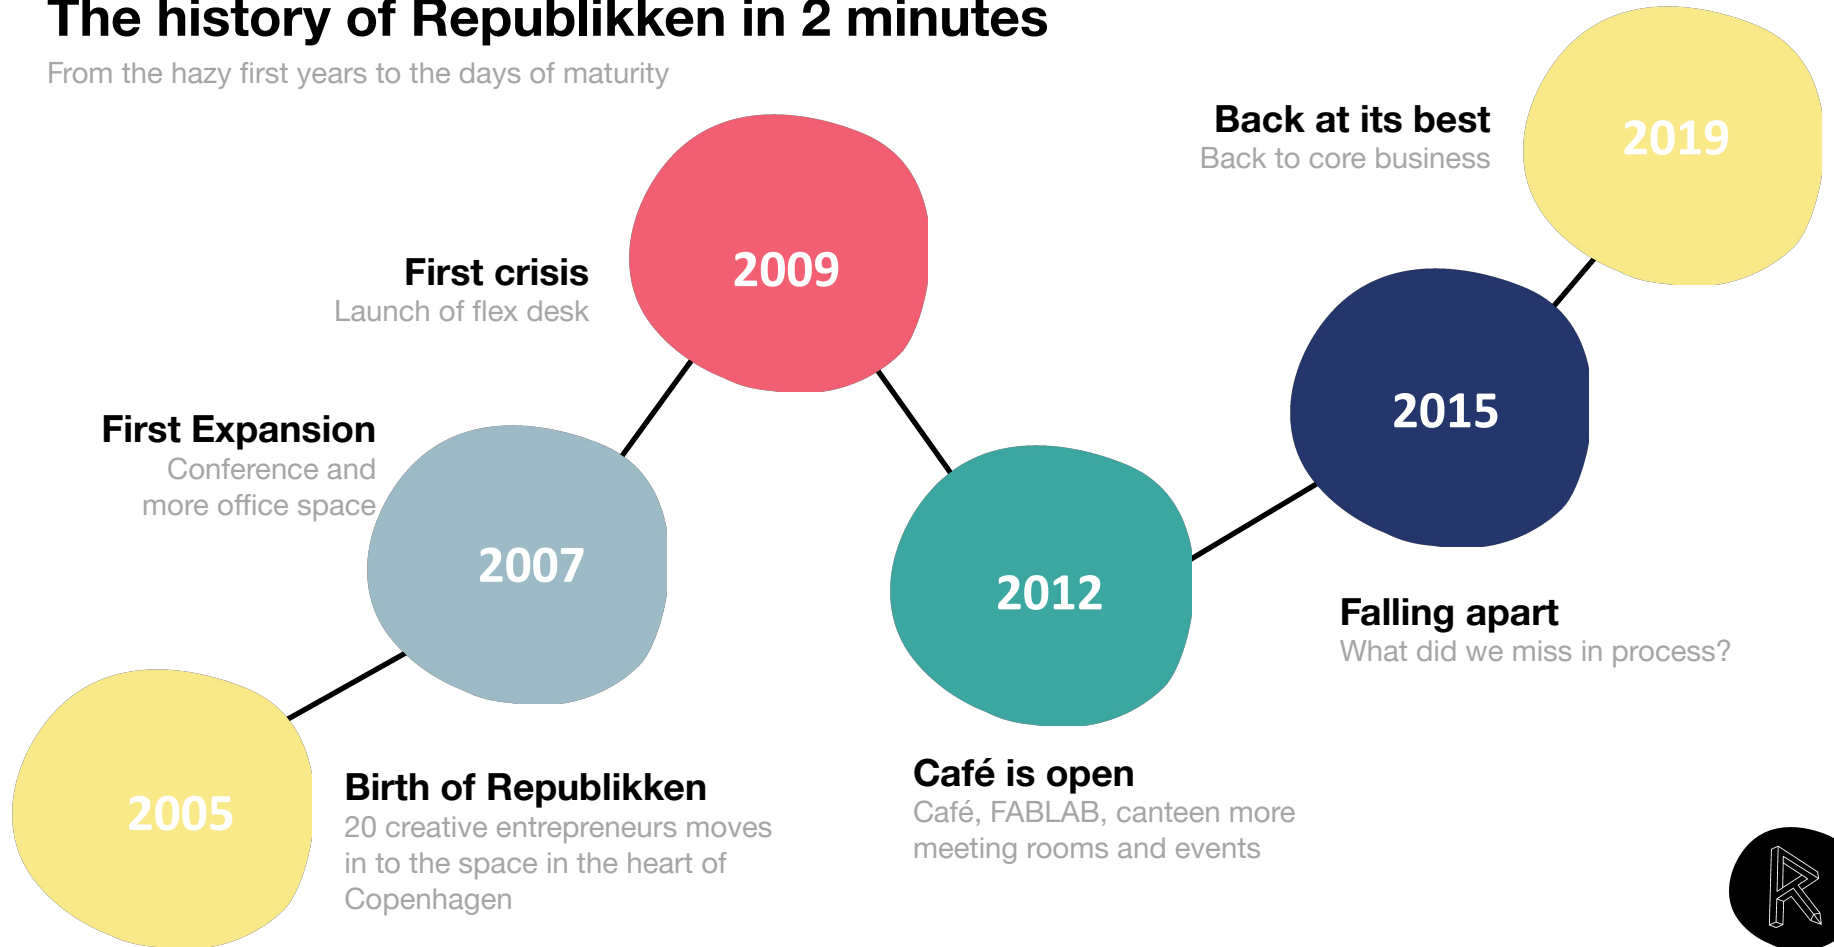 The history of Republikken in 2 minutes
From the hazy first years to the days of maturity
2005
Birth of Republikken
20 creative entrepreneurs moves
in to the space in the heart of
Copenhagen
2007
First Expansion
Conference and
more office space
2009
First crisis
Launch of flex desk
2012
Café is open
Café, FABLAB, canteen more
meeting rooms and events
2015
Falling apart
What did we miss in process?
2019
Back at its best
Back to core business
R